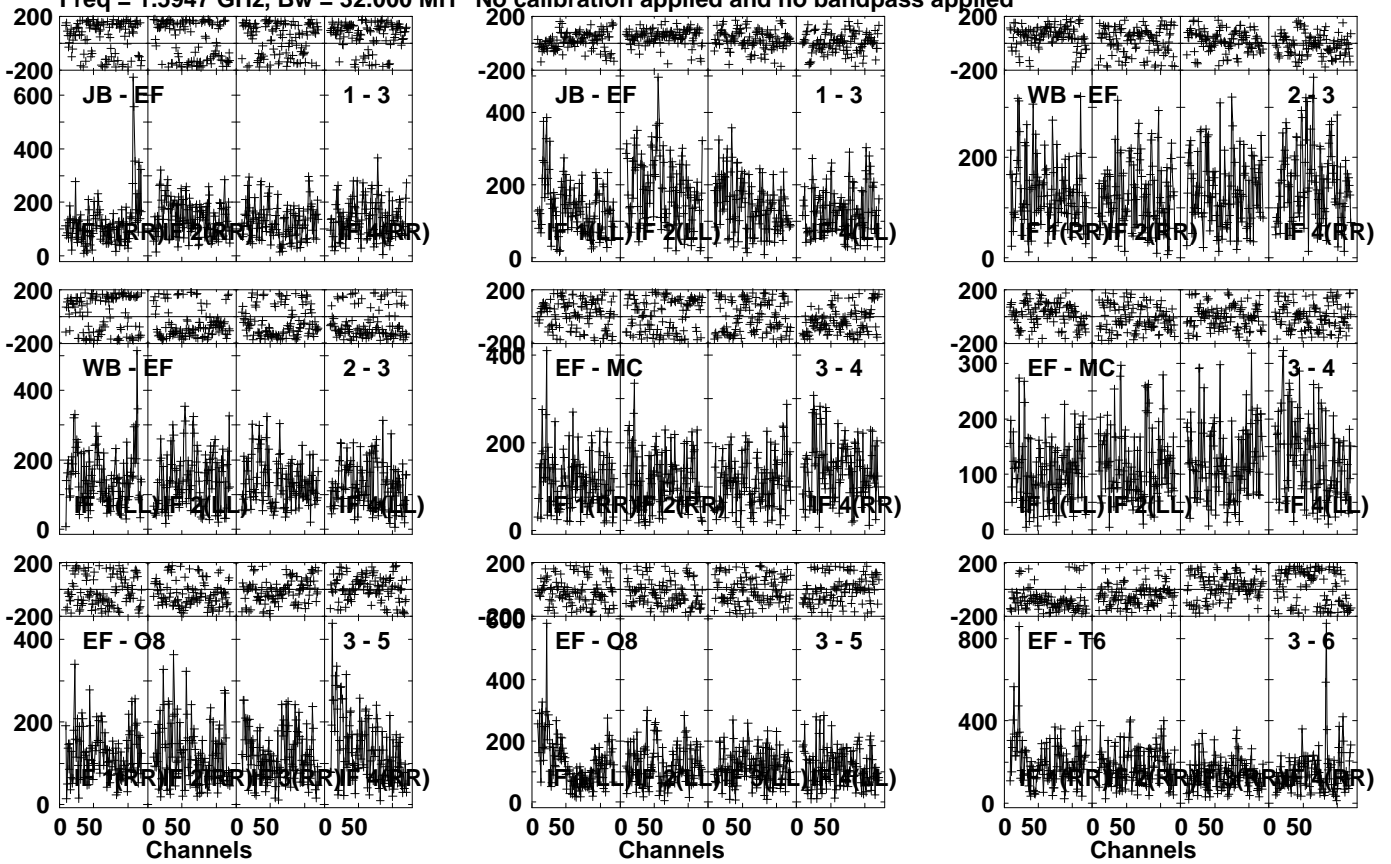 Freq = 1.5947 GHz, Bw = 32.000 MH No calibration applied and no bandpass applied
200
-200
JB - EF 1 - 3
600
400
200
0
IF 1(RR) IF 2(RR) IF 4(RR)
JB - EF 1 - 3
400
200
0
IF 1(LL) IF 2(LL) IF 4(LL)
200
-200
WB - EF 2 - 3
200
0
IF 1(RR) IF 2(RR) IF 4(RR)
200
-200
WB - EF 2 - 3
400
200
0
IF 1(LL) IF 2(LL) IF 4(LL)
200
EF - MC 3 - 4
400
200
0
IF 1(RR) IF 2(RR) IF 4(RR)
200
-200
EF - MC 3 - 4
300
200
100
0
IF 1(LL) IF 2(LL) IF 4(LL)
200
-200
EF - O8 3 - 5
400
200
0
IF 1(RR) IF 2(RR) IF 3(RR) IF 4(RR)
0 50 0 50 0 50 0 50
Channels
200
EF - O8 3 - 5
600
400
200
0
IF 1(LL) IF 2(LL) IF 3(LL) IF 4(LL)
0 50 0 50 0 50 0 50
Channels
200
-200
EF - T6 3 - 6
800
400
0
IF 1(RR) IF 2(RR) IF 3(RR) IF 4(RR)
0 50 0 50 0 50 0 50
Channels